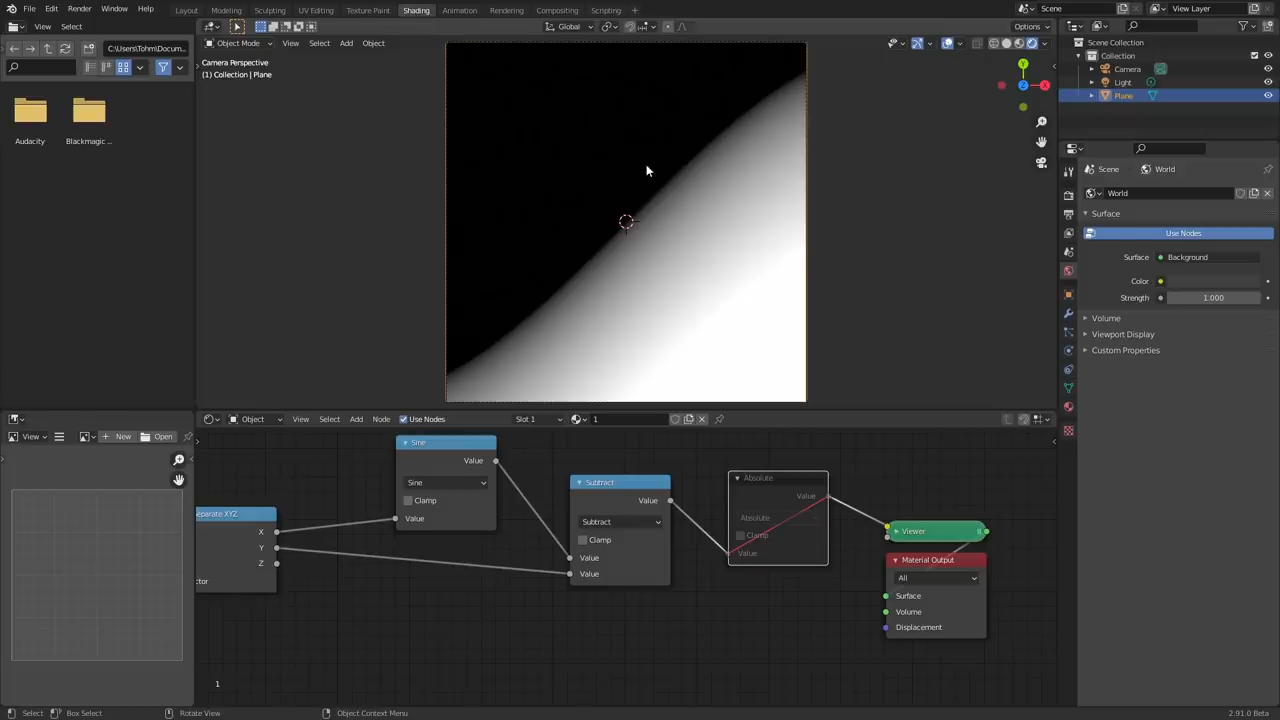 File Edit Render Window Help Layout Modeling Sculpting UV Editing Texture Paint Shading Animation Rendering Compositing Scripting + Scene View Layer
View Select Global Options
Object Mode View Select Add Object Scene Collection
C:\Users\Tohm\Docum... Camera Perspective Y Collection
(1) Collection | Plane Camera
Light
X Z Plane
Audacity Blackmagic ...
Scene World
World
Surface
Use Nodes
Surface Background
Color
Strength 1.000
Volume
Viewport Display
Custom Properties
View New Open Object View Select Add Node Use Nodes Slot 1 1
Sine
Value
Sine
Clamp
Value
Subtract
Value
Subtract
Clamp
Value
Value
Absolute
Value
Absolute
Clamp
Value
Separate XYZ
X
Y
Z
ctor
Viewer
Material Output
All
Surface
Volume
Displacement
1
Select Box Select Rotate View Object Context Menu 2.91.0 Beta